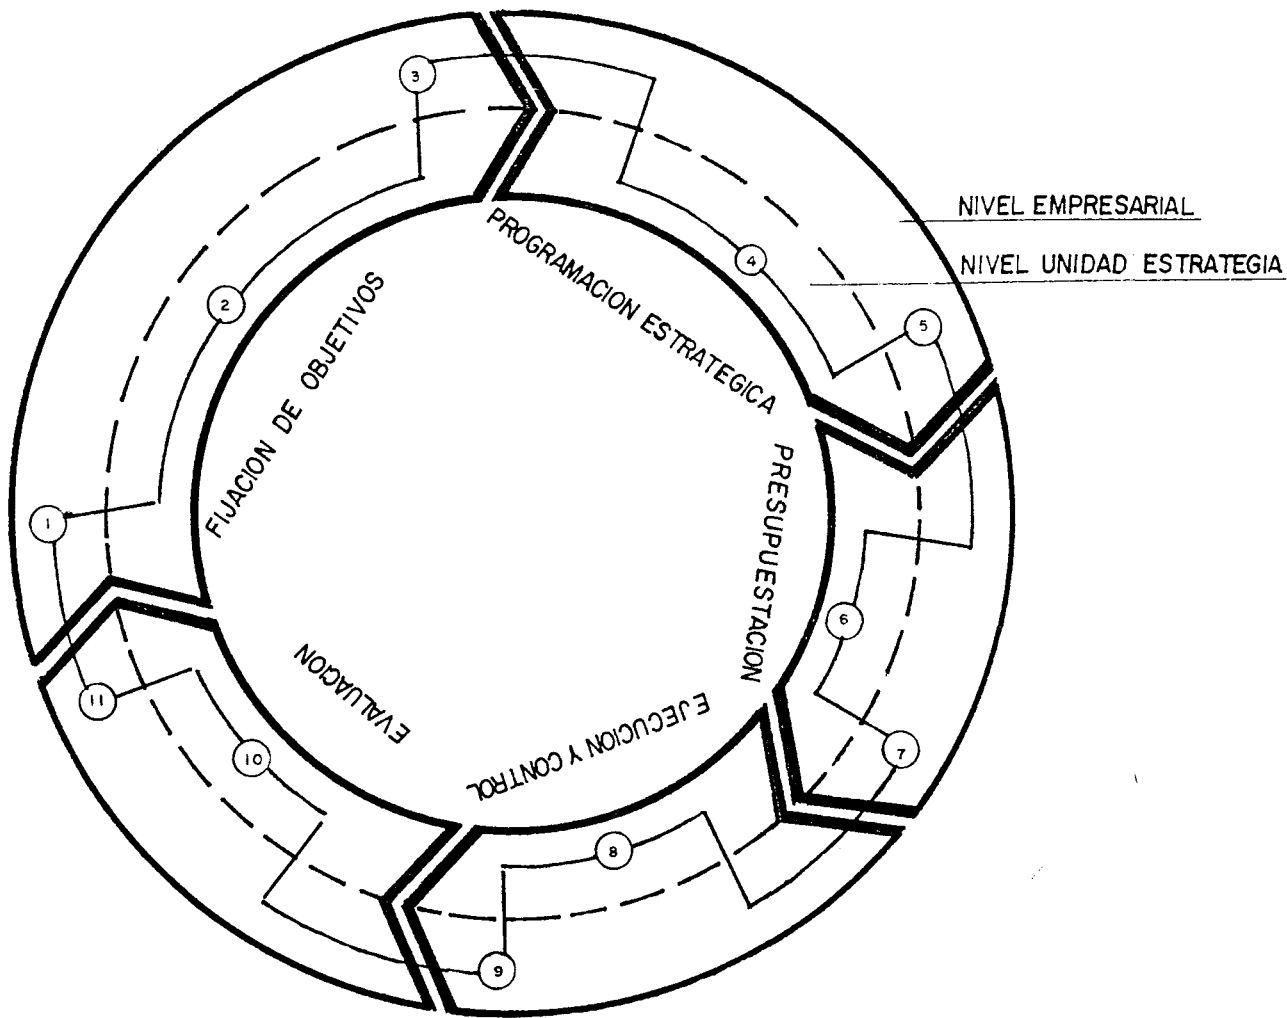 3
NIVEL EMPRESARIAL
PROGRAMACION ESTRATEGICA
4
NIVEL UNIDAD ESTRATEGIA
2
FIJACION DE OBJETIVOS
5
1
PRESUPUESTACION
6
EVALUACION
11
EJECUCION Y CONTROL
10
7
8
9